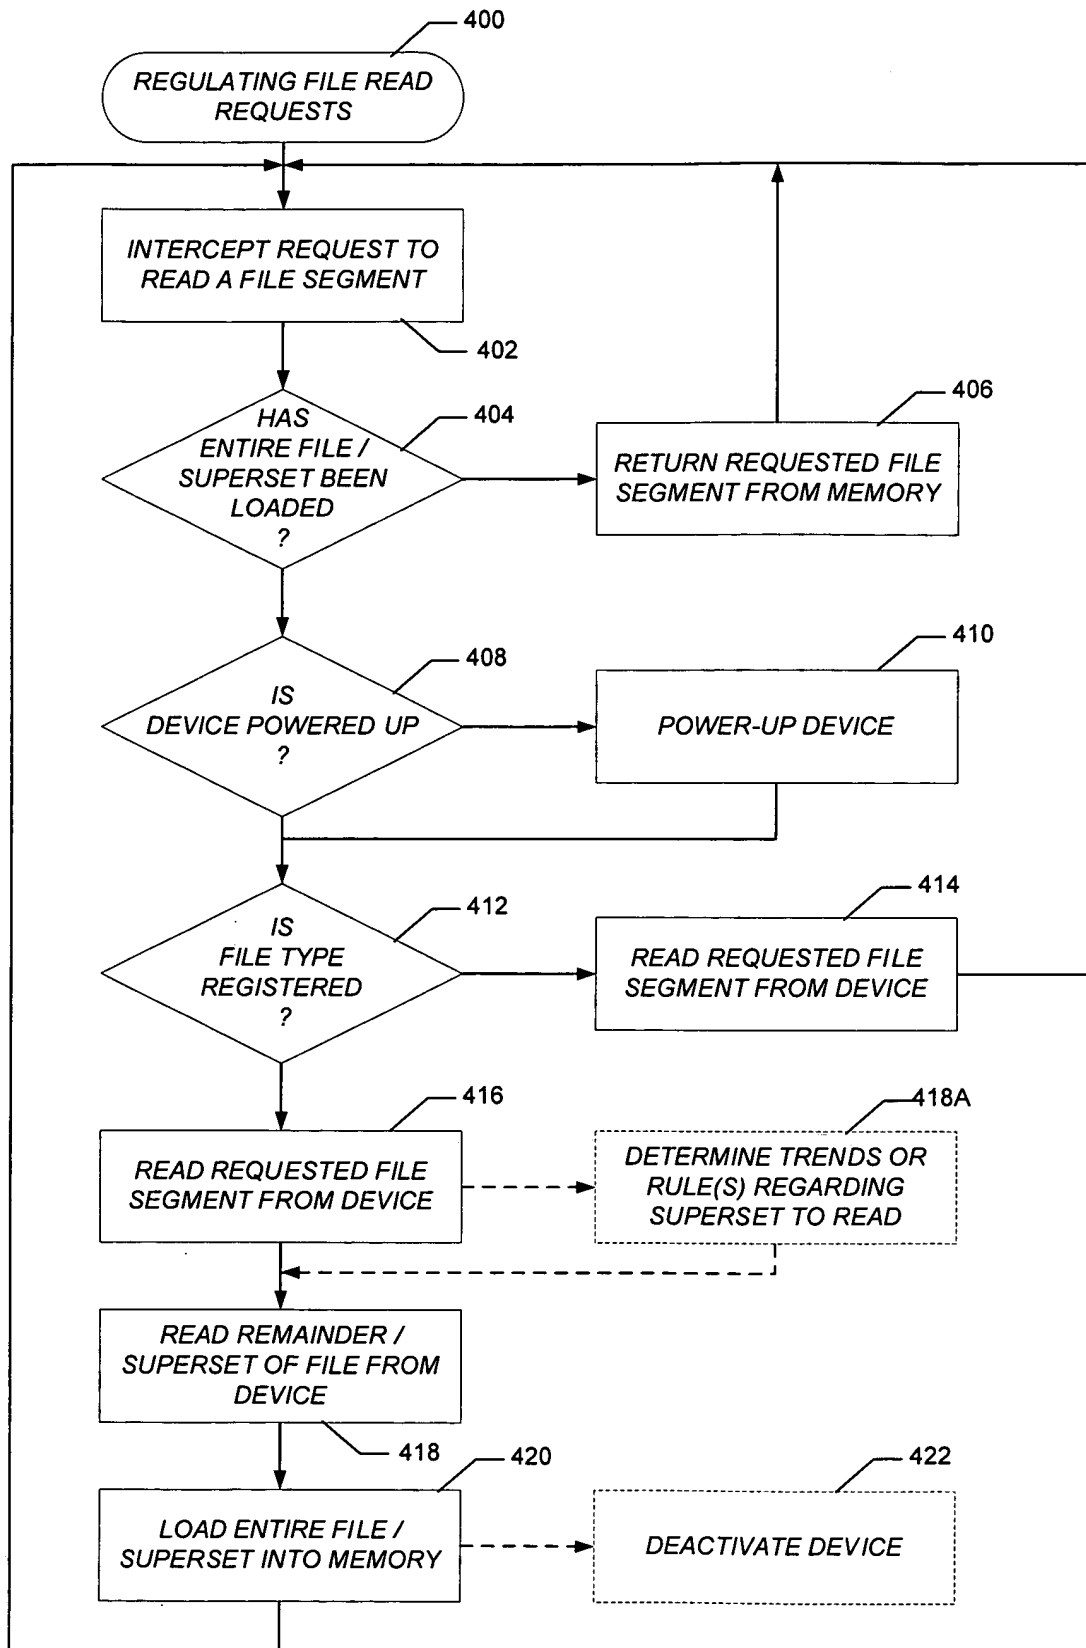 400
REGULATING FILE READ
REQUESTS
INTERCEPT REQUEST TO
READ A FILE SEGMENT
402
HAS
ENTIRE FILE /
SUPERSET BEEN
LOADED
?
404
406
RETURN REQUESTED FILE
SEGMENT FROM MEMORY
408
IS
DEVICE POWERED UP
?
410
POWER-UP DEVICE
412
IS
FILE TYPE
REGISTERED
?
414
READ REQUESTED FILE
SEGMENT FROM DEVICE
416
READ REQUESTED FILE
SEGMENT FROM DEVICE
418A
DETERMINE TRENDS OR
RULE(S) REGARDING
SUPERSET TO READ
READ REMAINDER /
SUPERSET OF FILE FROM
DEVICE
418
420
LOAD ENTIRE FILE /
SUPERSET INTO MEMORY
422
DEACTIVATE DEVICE